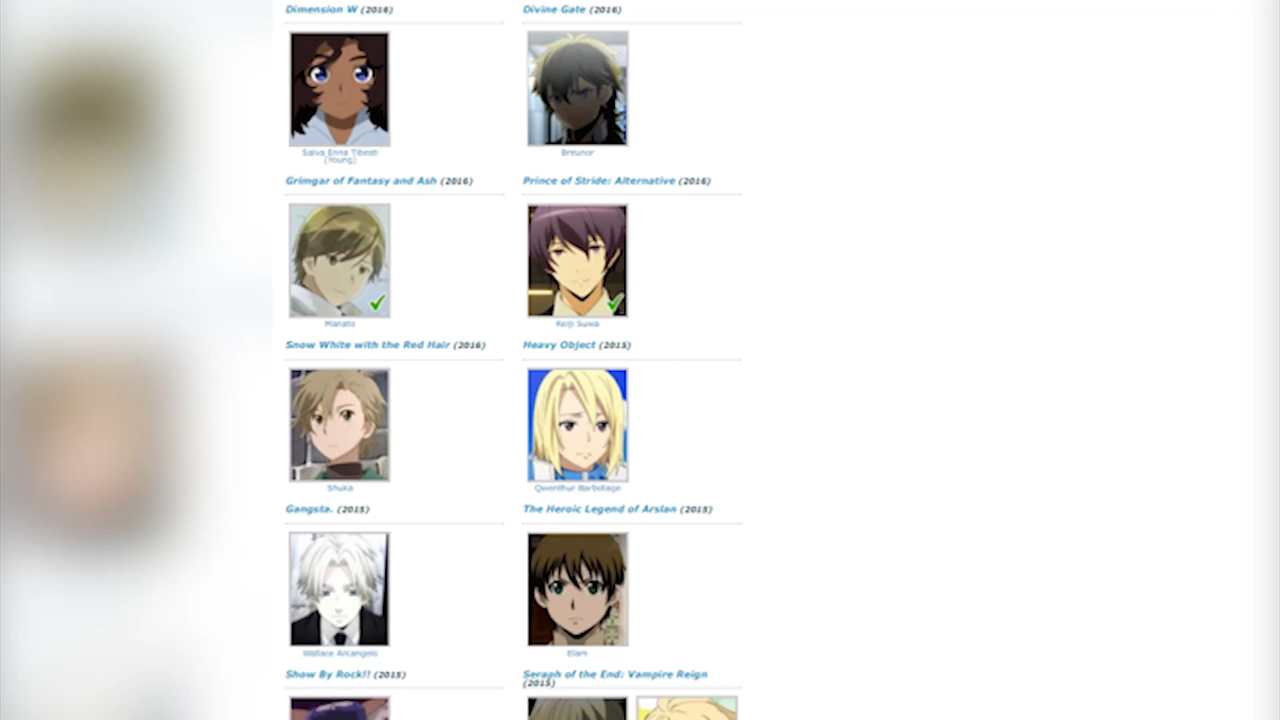 Dimension W (2016)
Divine Gate (2016)
Salva Enna Tibesti
(Young)
Breunor
Grimgar of Fantasy and Ash (2016)
Prince of Stride: Alternative (2016)
Manato
Reiji Suwa
Snow White with the Red Hair (2016)
Heavy Object (2015)
Shuka
Qwenthur Barbotage
Gangsta. (2015)
The Heroic Legend of Arslan (2015)
Wallace Arcangelo
Elam
Show By Rock!! (2015)
Seraph of the End: Vampire Reign
(2015)